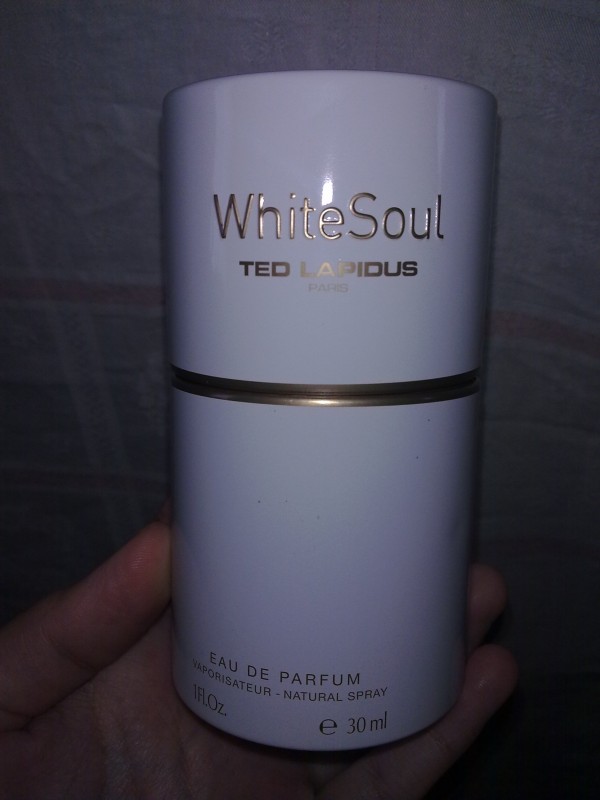 WhiteSoul
TED LAPIDUS
PARIS
EAU DE PARFUM
VAPORISATEUR - NATURAL SPRAY
1Fl.Oz. ℮ 30 ml